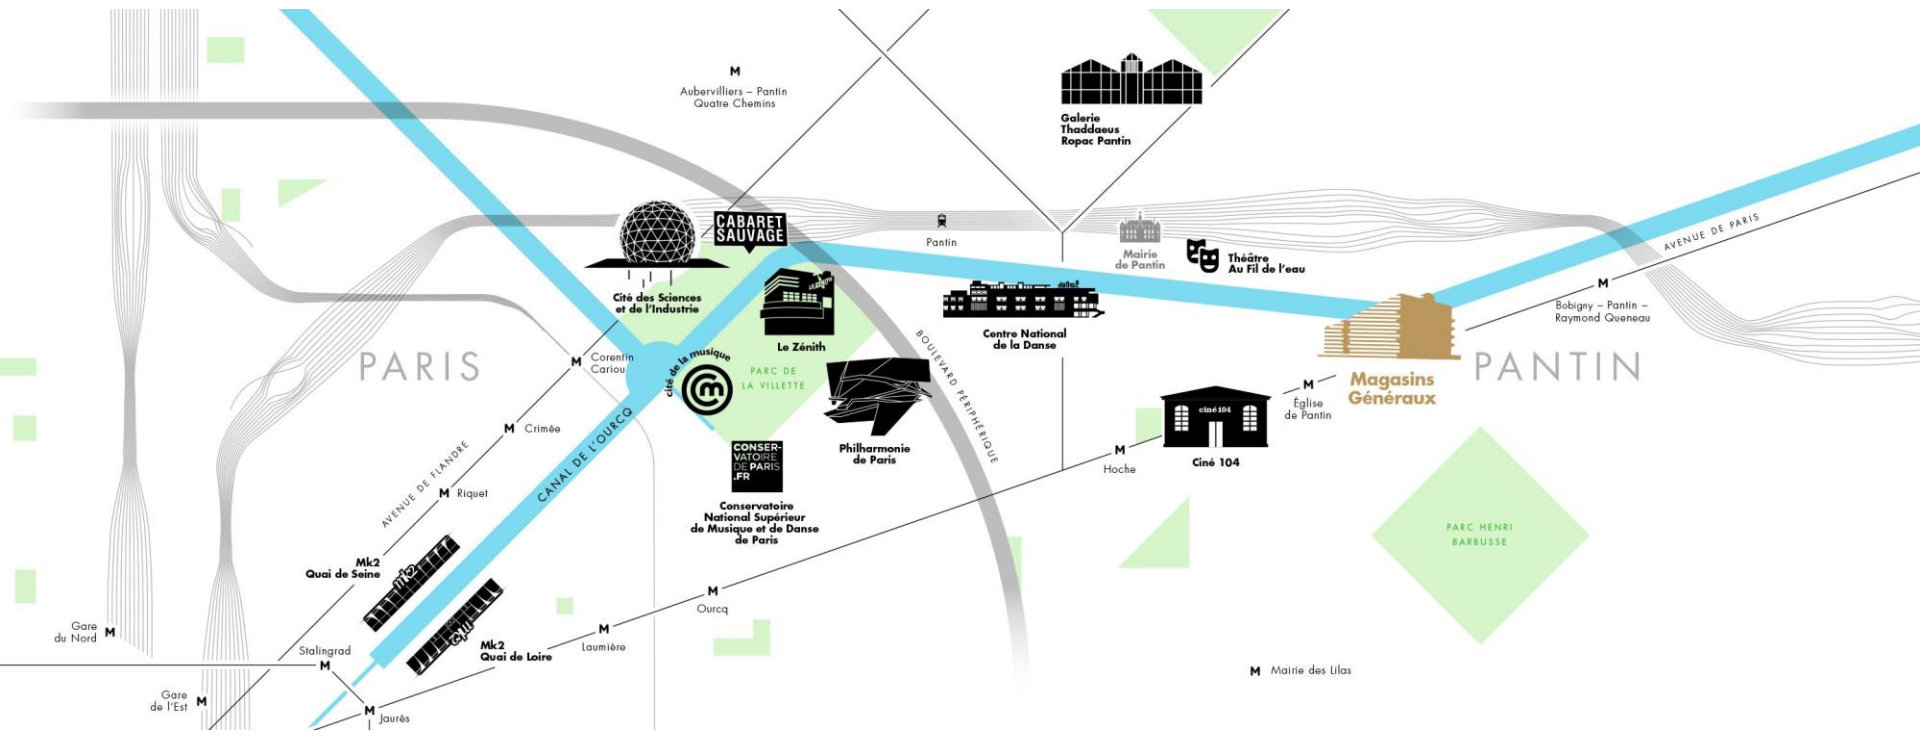 M
Aubervilliers – Pantin
Quatre Chemins
Galerie
Thaddaeus
Ropac Pantin
CABARET
SAUVAGE
Pantin
Mairie
de Pantin
Théâtre
Au Fil de l'eau
AVENUE DE PARIS
M
Bobigny – Pantin –
Raymond Queneau
Cité des Sciences
et de l'Industrie
Le Zénith
Centre National
de la Danse
BOULEVARD PÉRIPHÉRIQUE
PARIS
M
Corentin
Cariou
cité de la musique
m
PARC DE
LA VILLETTE
PANTIN
Magasins
Généraux
M
Église
de Pantin
ciné 104
Ciné 104
M
Hoche
Philharmonie
de Paris
M
Crimée
CANAL DE L'OURCQ
AVENUE DE FLANDRE
M
Riquet
CONSER-
VATOIRE
DE PARIS
.FR
Conservatoire
National Supérieur
de Musique et de Danse
de Paris
PARC HENRI
BARBUSSE
Mk2
Quai de Seine
mk2
Mk2
Quai de Loire
M
Ourcq
M
Laumière
Gare
du Nord
M
Stalingrad
M
M
Mairie des Lilas
Gare
de l'Est
M
M
Jaurès